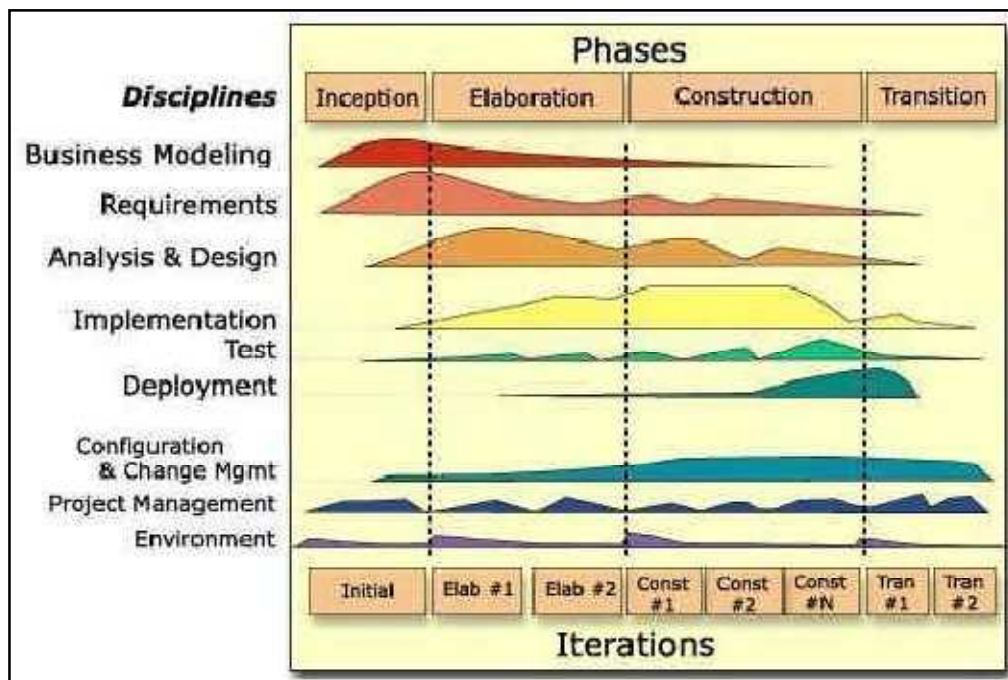 Phases
Disciplines
Inception
Elaboration
Construction
Transition
Business Modeling
Requirements
Analysis & Design
Implementation
Test
Deployment
Configuration
& Change Mgmt
Project Management
Environment
Initial
Elab #1
Elab #2
Const
#1
Const
#2
Const
#N
Tran
#1
Tran
#2
Iterations